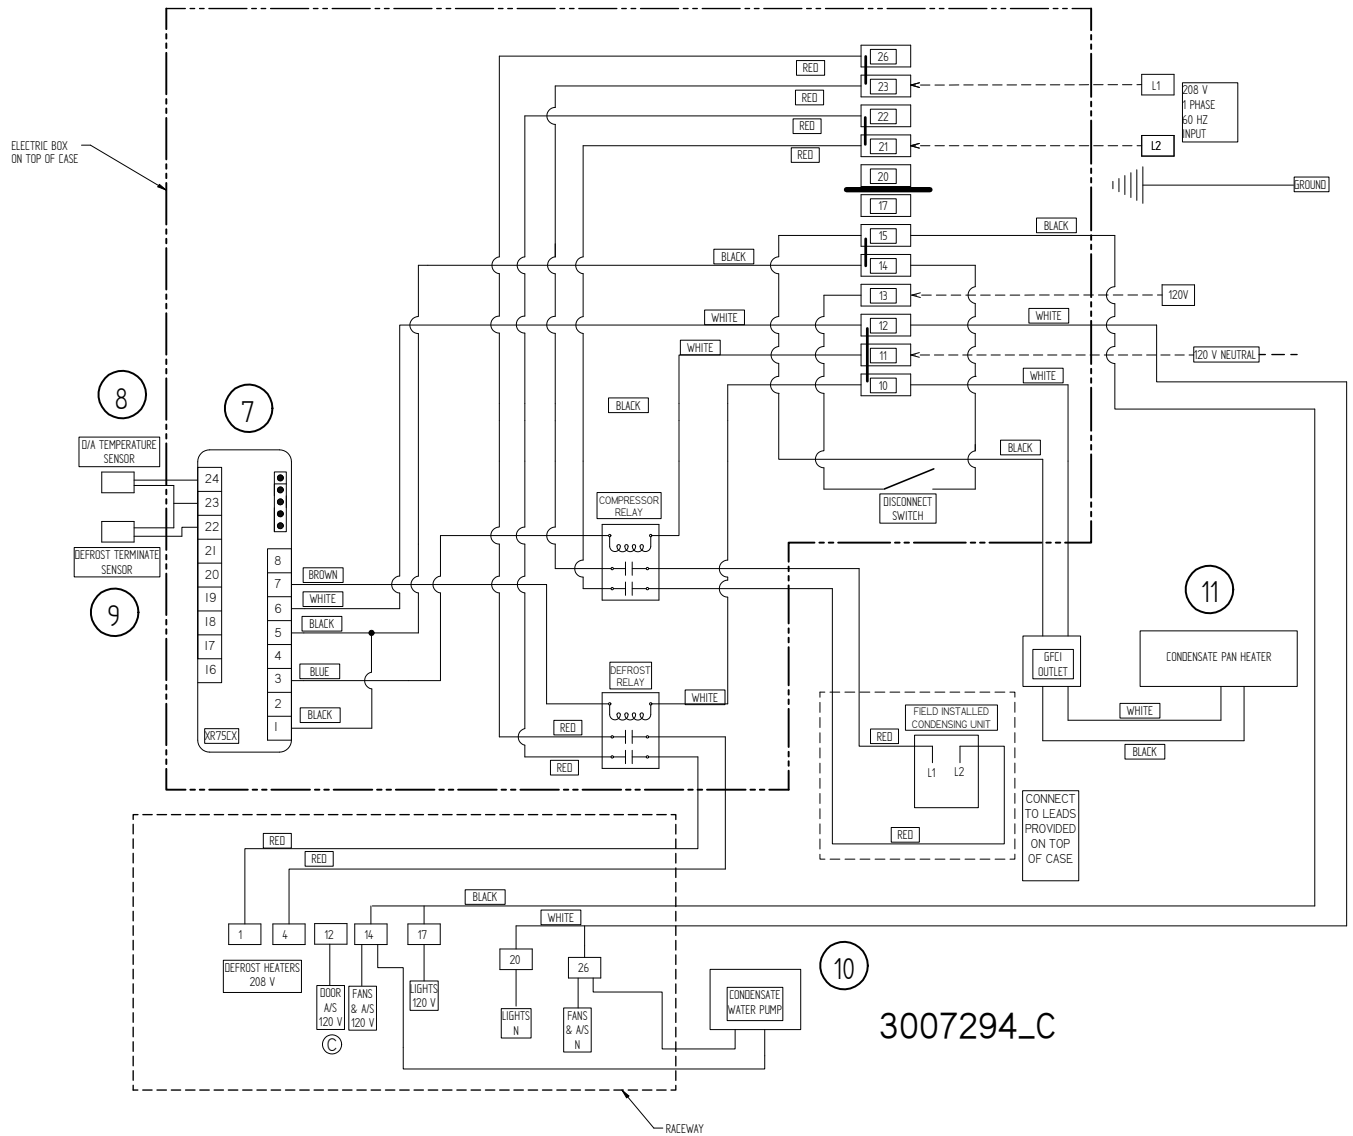 26
RED
23
L1
208 V
1 PHASE
60 HZ
INPUT
RED
22
RED
21
L2
RED
ELECTRIC BOX
ON TOP OF CASE
20
GROUND
17
15
BLACK
BLACK
14
13
120V
WHITE
12
WHITE
WHITE
11
120 V NEUTRAL
10
WHITE
8
7
BLACK
O/A TEMPERATURE
SENSOR
BLACK
24
23
22
21
20
19
18
17
16
COMPRESSOR
RELAY
DISCONNECT
SWITCH
DEFROST TERMINATE
SENSOR
9
8
7
6
5
4
3
2
1
BROWN
WHITE
BLACK
BLUE
BLACK
XR75CX
11
GFCI
OUTLET
CONDENSATE PAN HEATER
DEFROST
RELAY
WHITE
RED
RED
WHITE
BLACK
FIELD INSTALLED
CONDENSING UNIT
RED
L1
L2
RED
CONNECT
TO LEADS
PROVIDED
ON TOP
OF CASE
RED
RED
BLACK
WHITE
1
4
12
14
17
20
26
DEFROST HEATERS
208 V
DOOR
A/S
120 V
C
FANS
& A/S
120 V
LIGHTS
120 V
LIGHTS
N
FANS
& A/S
N
CONDENSATE
WATER PUMP
10
3007294_C
RACEWAY